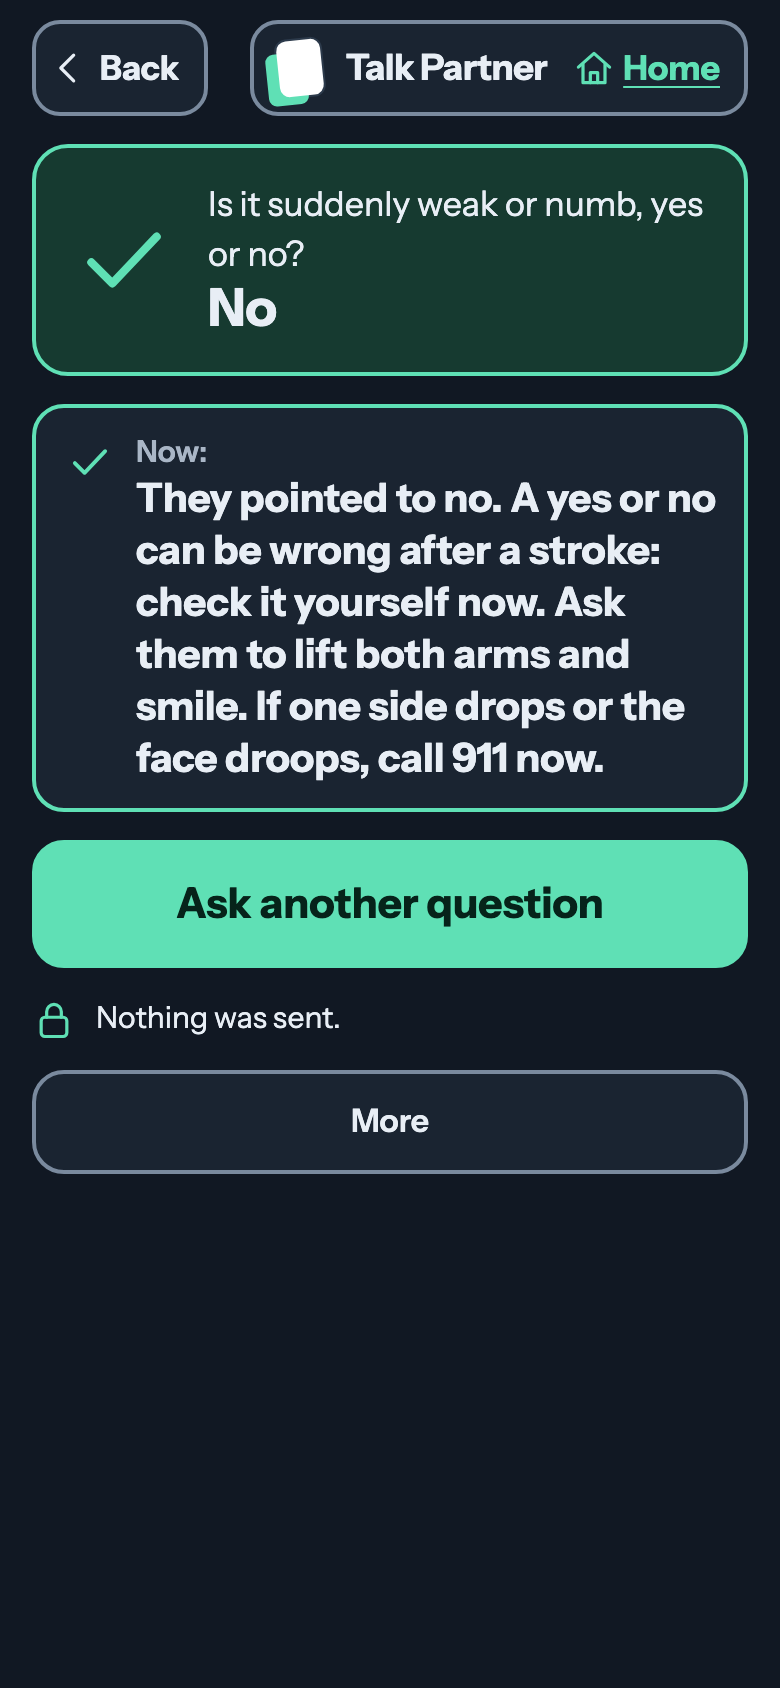 Back
Talk Partner
Home
Is it suddenly weak or numb, yes
or no?
No
Now:
They pointed to no. A yes or no
can be wrong after a stroke:
check it yourself now. Ask
them to lift both arms and
smile. If one side drops or the
face droops, call 911 now.
Ask another question
Nothing was sent.
More